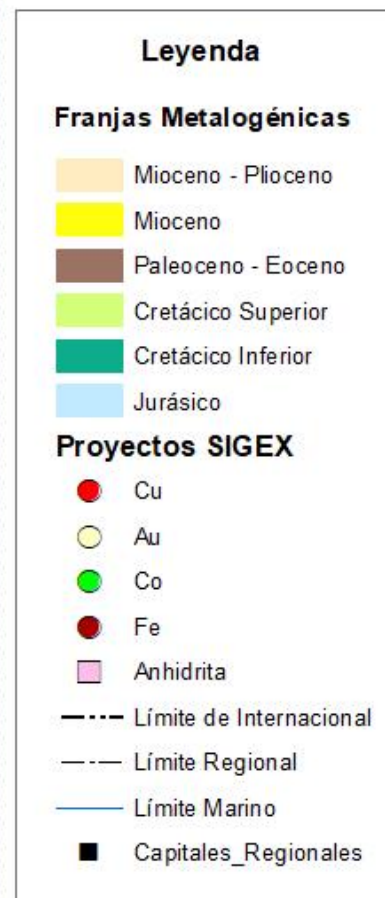 Leyenda
Franjas Metalogénicas
Mioceno - Plioceno
Mioceno
Paleoceno - Eoceno
Cretácico Superior
Cretácico Inferior
Jurásico
Proyectos SIGEX
Cu
Au
Co
Fe
Anhidrita
Límite de Internacional
Límite Regional
Límite Marino
Capitales_Regionales